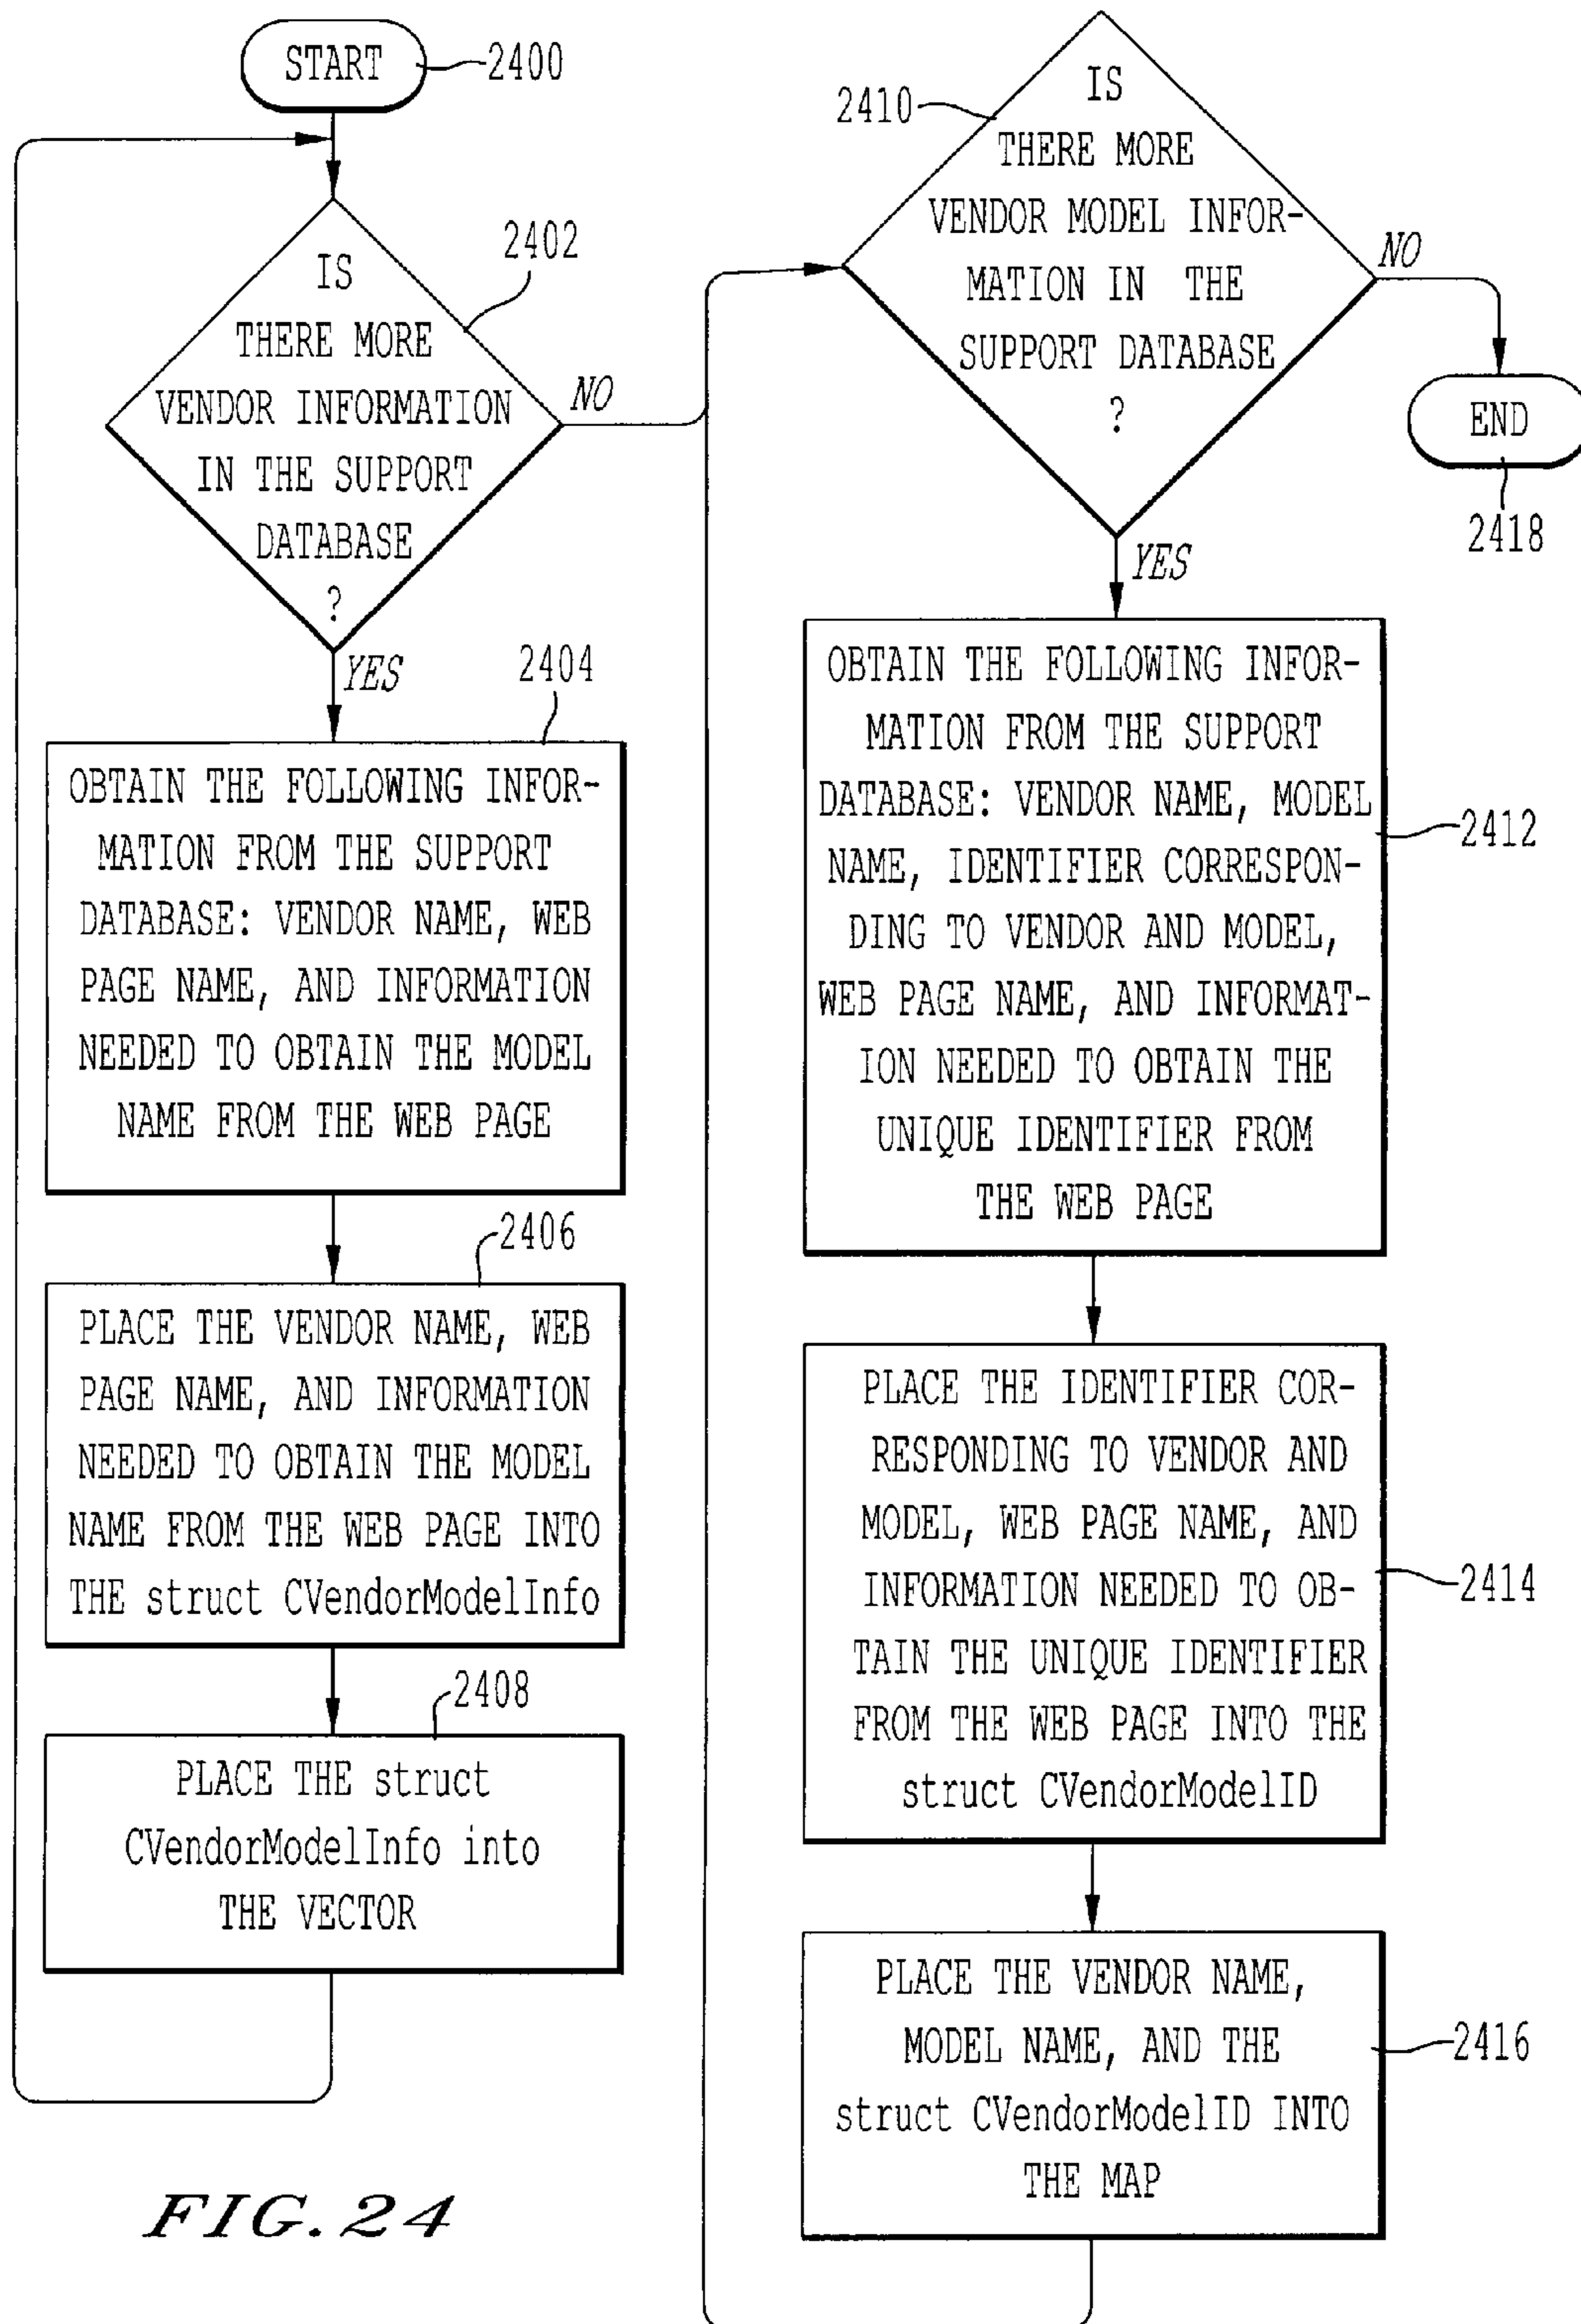 START
2400
IS
THERE MORE
VENDOR INFORMATION
IN THE SUPPORT
DATABASE
?
2402
NO
YES
2404
OBTAIN THE FOLLOWING INFOR-
MATION FROM THE SUPPORT
DATABASE: VENDOR NAME, WEB
PAGE NAME, AND INFORMATION
NEEDED TO OBTAIN THE MODEL
NAME FROM THE WEB PAGE
2406
PLACE THE VENDOR NAME, WEB
PAGE NAME, AND INFORMATION
NEEDED TO OBTAIN THE MODEL
NAME FROM THE WEB PAGE INTO
THE struct CVendorModelInfo
2408
PLACE THE struct
CVendorModelInfo into
THE VECTOR
2410
IS
THERE MORE
VENDOR MODEL INFOR-
MATION IN THE
SUPPORT DATABASE
?
NO
END
2418
YES
OBTAIN THE FOLLOWING INFOR-
MATION FROM THE SUPPORT
DATABASE: VENDOR NAME, MODEL
NAME, IDENTIFIER CORRESPON-
DING TO VENDOR AND MODEL,
WEB PAGE NAME, AND INFORMAT-
ION NEEDED TO OBTAIN THE
UNIQUE IDENTIFIER FROM
THE WEB PAGE
2412
PLACE THE IDENTIFIER COR-
RESPONDING TO VENDOR AND
MODEL, WEB PAGE NAME, AND
INFORMATION NEEDED TO OB-
TAIN THE UNIQUE IDENTIFIER
FROM THE WEB PAGE INTO THE
struct CVendorModelID
2414
PLACE THE VENDOR NAME,
MODEL NAME, AND THE
struct CVendorModelID INTO
THE MAP
2416
FIG. 24